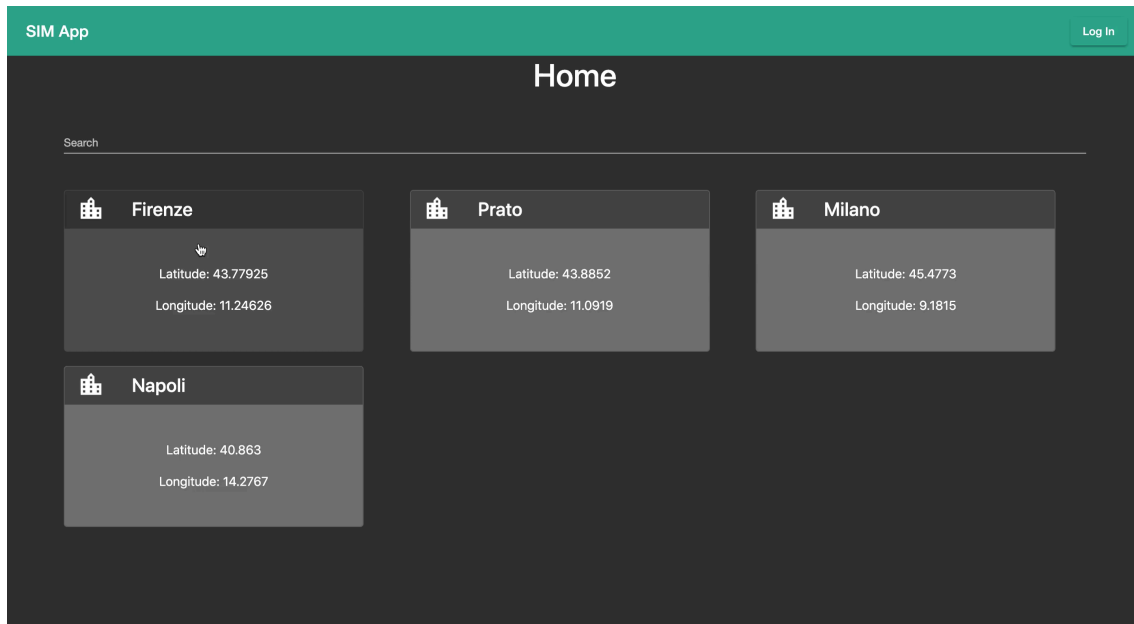 SIM App
Log In
Home
Search
Firenze
Latitude: 43.77925
Longitude: 11.24626
Prato
Latitude: 43.8852
Longitude: 11.0919
Milano
Latitude: 45.4773
Longitude: 9.1815
Napoli
Latitude: 40.863
Longitude: 14.2767